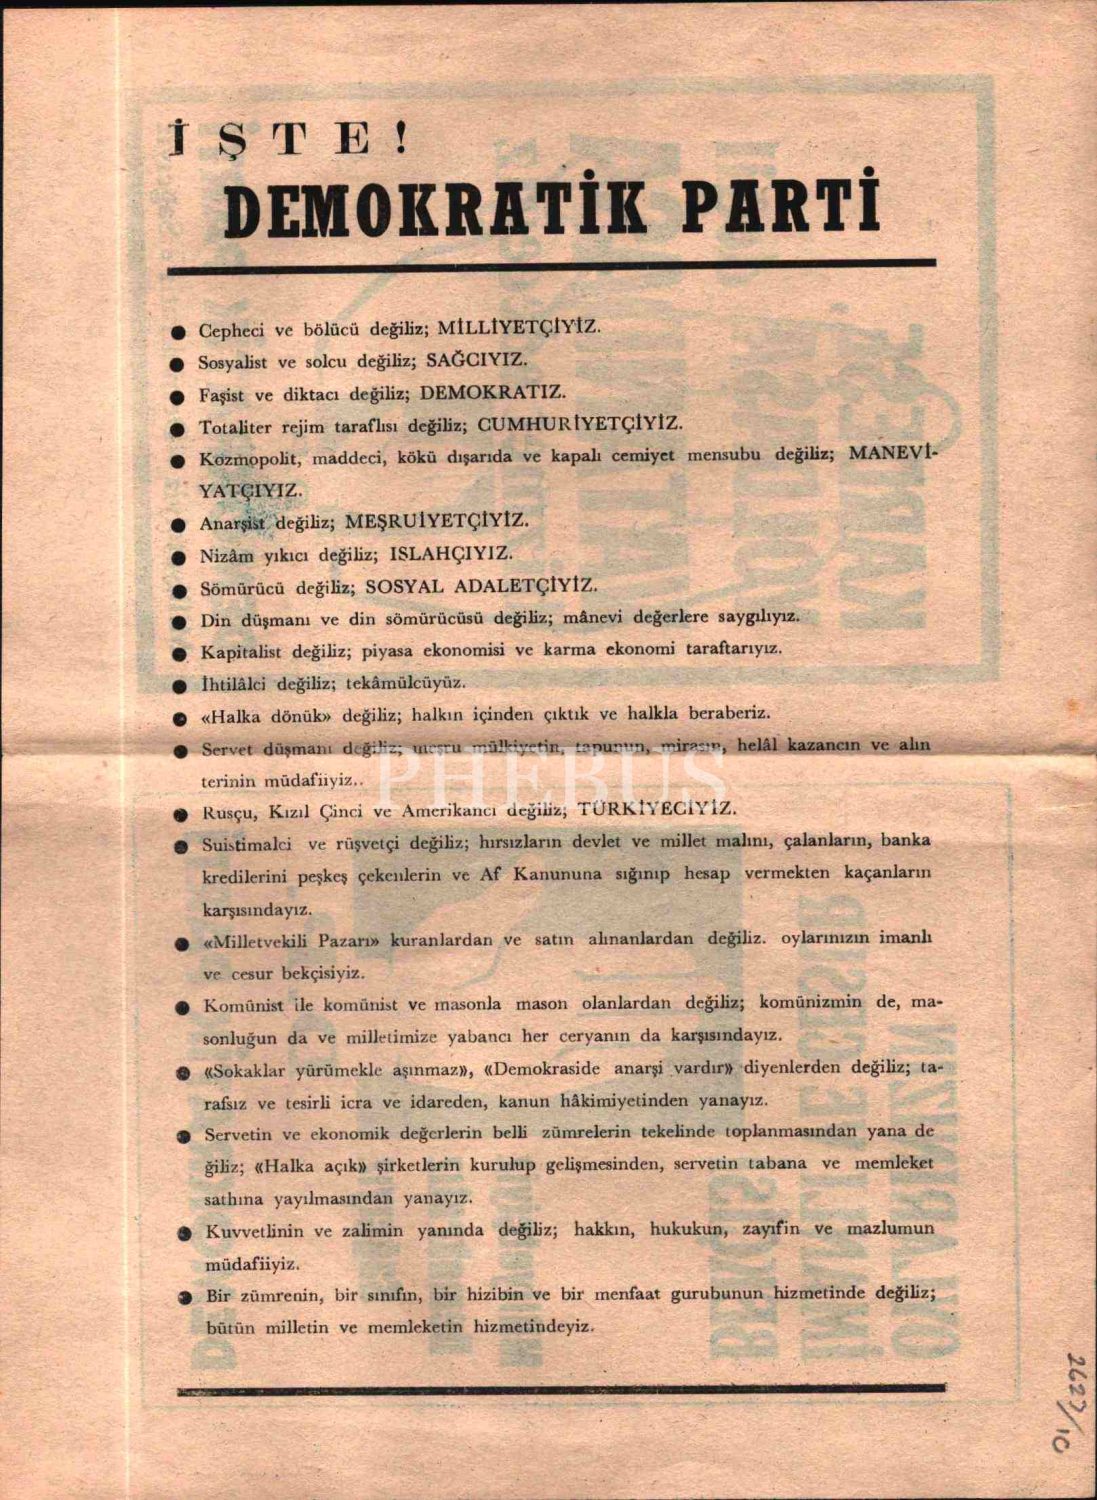 İŞTE!
DEMOKRATİK PARTİ
● Cepheci ve bölücü değiliz; MİLLİYETÇİYİZ.
● Sosyalist ve solcu değiliz; SAĞCIYIZ.
● Faşist ve diktacı değiliz; DEMOKRATIZ.
● Totaliter rejim taraflısı değiliz; CUMHURİYETÇİYİZ.
● Kozmopolit, maddeci, kökü dışarıda ve kapalı cemiyet mensubu değiliz; MANEVİ-
YATÇIYIZ.
● Anarşist değiliz; MEŞRUİYETÇİYİZ.
● Nizâm yıkıcı değiliz; ISLAHÇIYIZ.
● Sömürücü değiliz; SOSYAL ADALETÇİYİZ.
● Din düşmanı ve din sömürücüsü değiliz; mânevi değerlere saygılıyız.
● Kapitalist değiliz; piyasa ekonomisi ve karma ekonomi taraftarıyız.
● İhtilâlci değiliz; tekâmülcüyüz.
● «Halka dönük» değiliz; halkın içinden çıktık ve halkla beraberiz.
● Servet düşmanı değiliz; meşru mülkiyetin, tapunun, mirasın, helâl kazancın ve alın
terinin müdafiiyiz..
PHEBUS
● Rusçu, Kızıl Çinci ve Amerikancı değiliz; TÜRKİYECİYİZ.
● Suistimalci ve rüşvetçi değiliz; hırsızların devlet ve millet malını, çalanların, banka
kredilerini peşkeş çekenlerin ve Af Kanununa sığınıp hesap vermekten kaçanların
karşısındayız.
● «Milletvekili Pazarı» kuranlardan ve satın alınanlardan değiliz. oylarınızın imanlı
ve cesur bekçisiyiz.
● Komünist ile komünist ve masonla mason olanlardan değiliz; komünizmin de, ma-
sonluğun da ve milletimize yabancı her ceryanın da karşısındayız.
● «Sokaklar yürümekle aşınmaz», «Demokraside anarşi vardır» diyenlerden değiliz; ta-
rafsız ve tesirli icra ve idareden, kanun hâkimiyetinden yanayız.
● Servetin ve ekonomik değerlerin belli zümrelerin tekelinde toplanmasından yana de
ğiliz; «Halka açık» şirketlerin kurulup gelişmesinden, servetin tabana ve memleket
sathına yayılmasından yanayız.
● Kuvvetlinin ve zalimin yanında değiliz; hakkın, hukukun, zayıfın ve mazlumun
müdafiiyiz.
● Bir zümrenin, bir sınıfın, bir hizibin ve bir menfaat gurubunun hizmetinde değiliz;
bütün milletin ve memleketin hizmetindeyiz.
2627/10